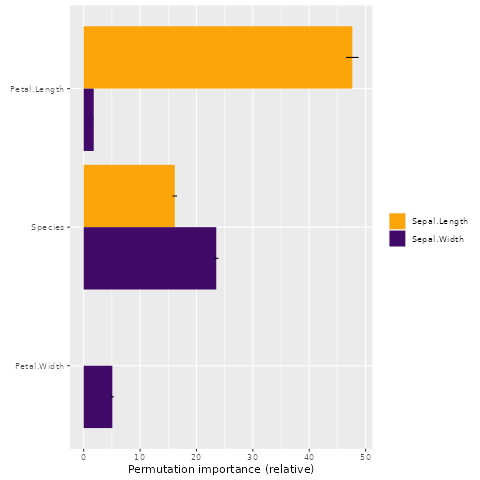 Petal.Length
Species
Petal.Width
0 10 20 30 40 50
Permutation importance (relative)
Sepal.Length
Sepal.Width